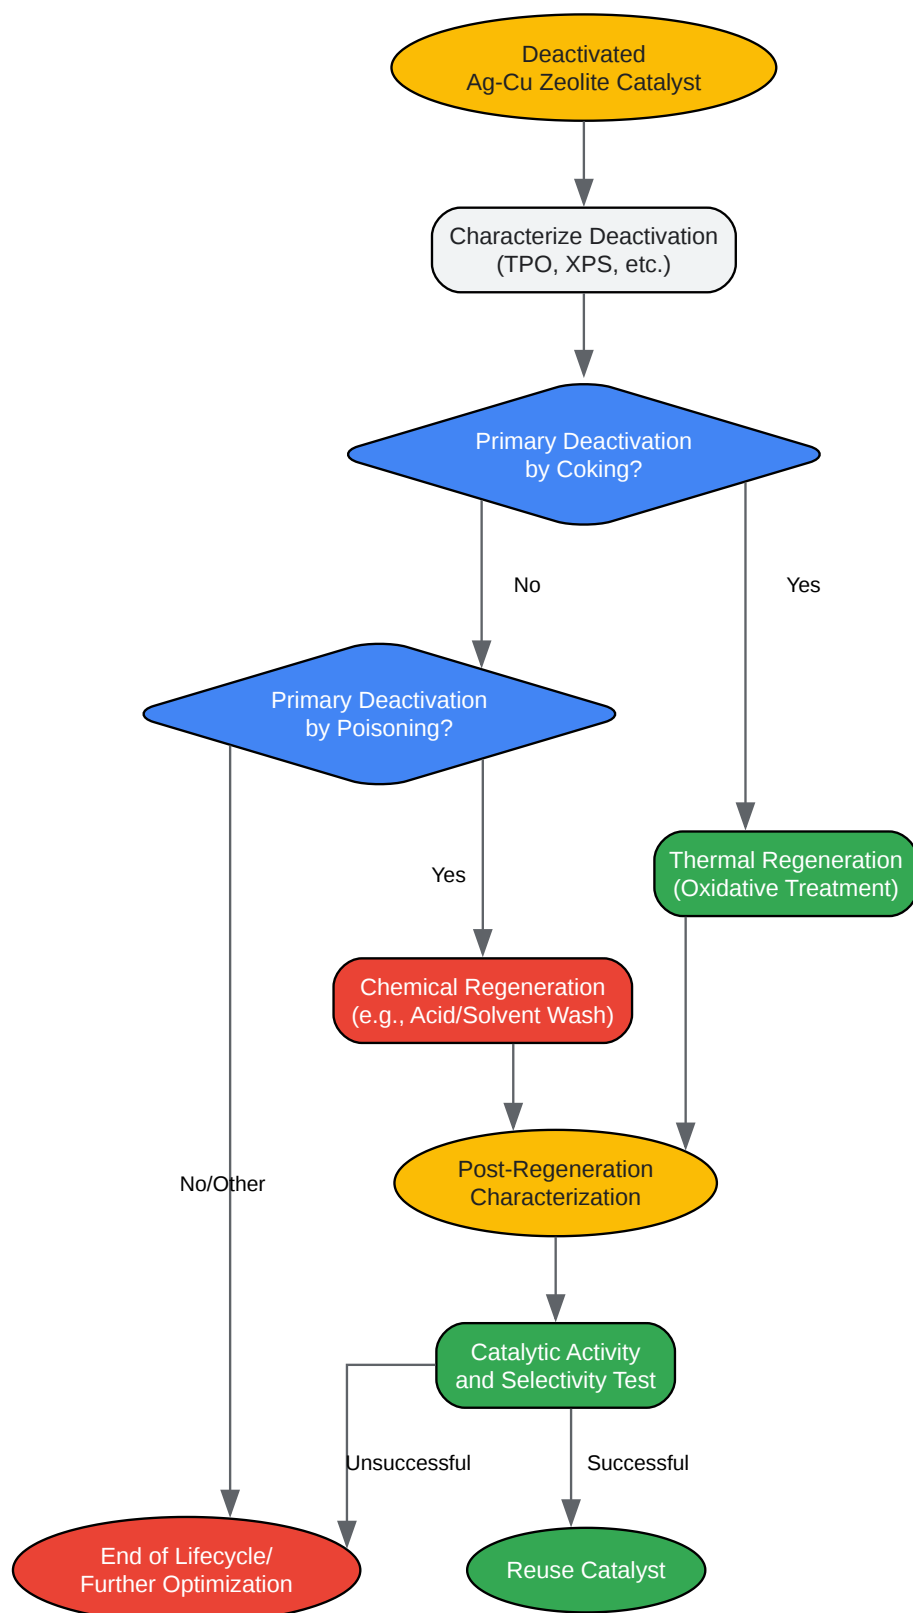 Deactivated
Ag-Cu Zeolite Catalyst
Characterize Deactivation
(TPO, XPS, etc.)
Primary Deactivation
by Coking?
No
Yes
Primary Deactivation
by Poisoning?
Thermal Regeneration
(Oxidative Treatment)
Yes
Chemical Regeneration
(e.g., Acid/Solvent Wash)
No/Other
Post-Regeneration
Characterization
Catalytic Activity
and Selectivity Test
Unsuccessful
Successful
End of Lifecycle/
Further Optimization
Reuse Catalyst